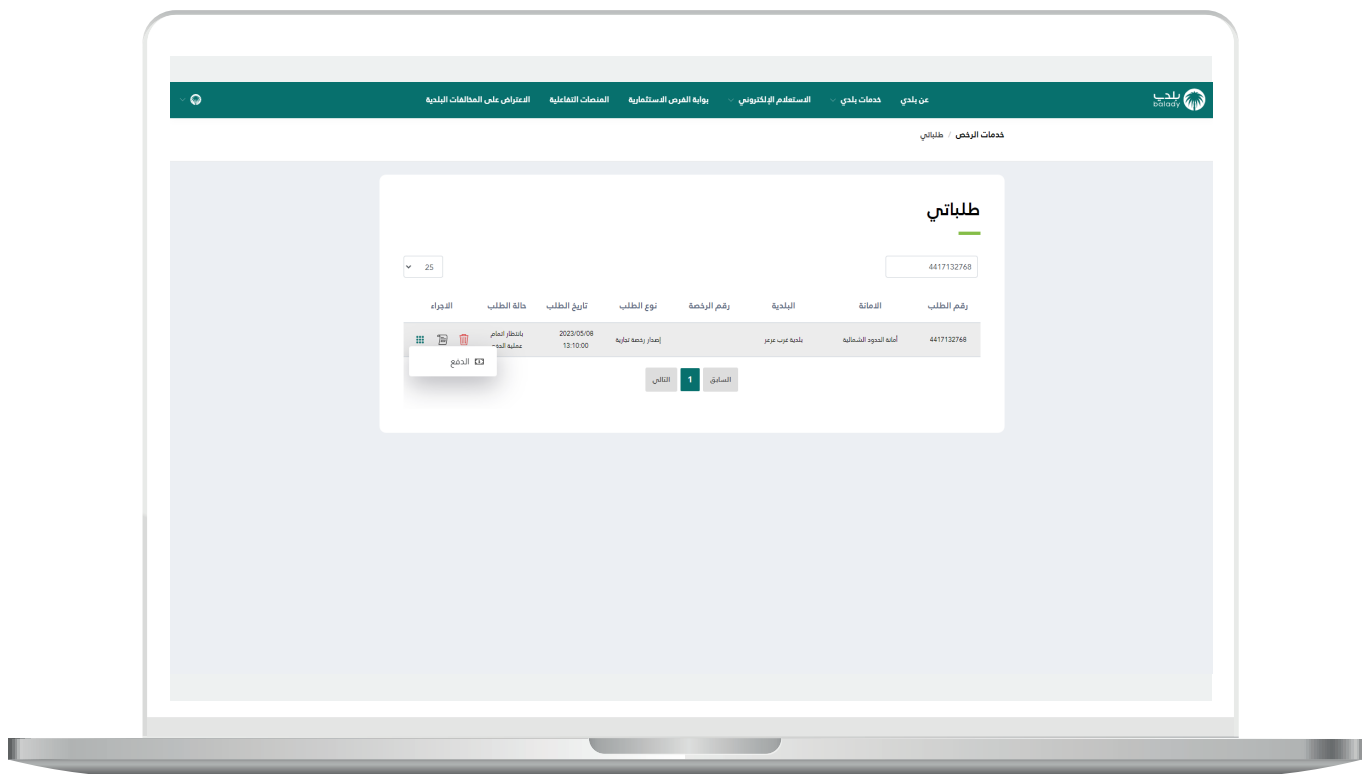 بلدي
balady
عن بلدي
خدمات بلدي
الاستعلام الإلكتروني
بوابة الفرص الاستثمارية
المنصات التفاعلية
الاعتراض على المخالفات البلدية
خدمات الرخص / طلباتي
طلباتي
4417132768
25
رقم الطلب الامانة البلدية رقم الرخصة نوع الطلب تاريخ الطلب حالة الطلب الاجراء
4417132768 أمانة الحدود الشمالية بلدية غرب عرعر إصدار رخصة تجارية 2023/05/08 بانتظار اتمام
13:10:00 عملية الدفع
الدفع
السابق 1 التالي